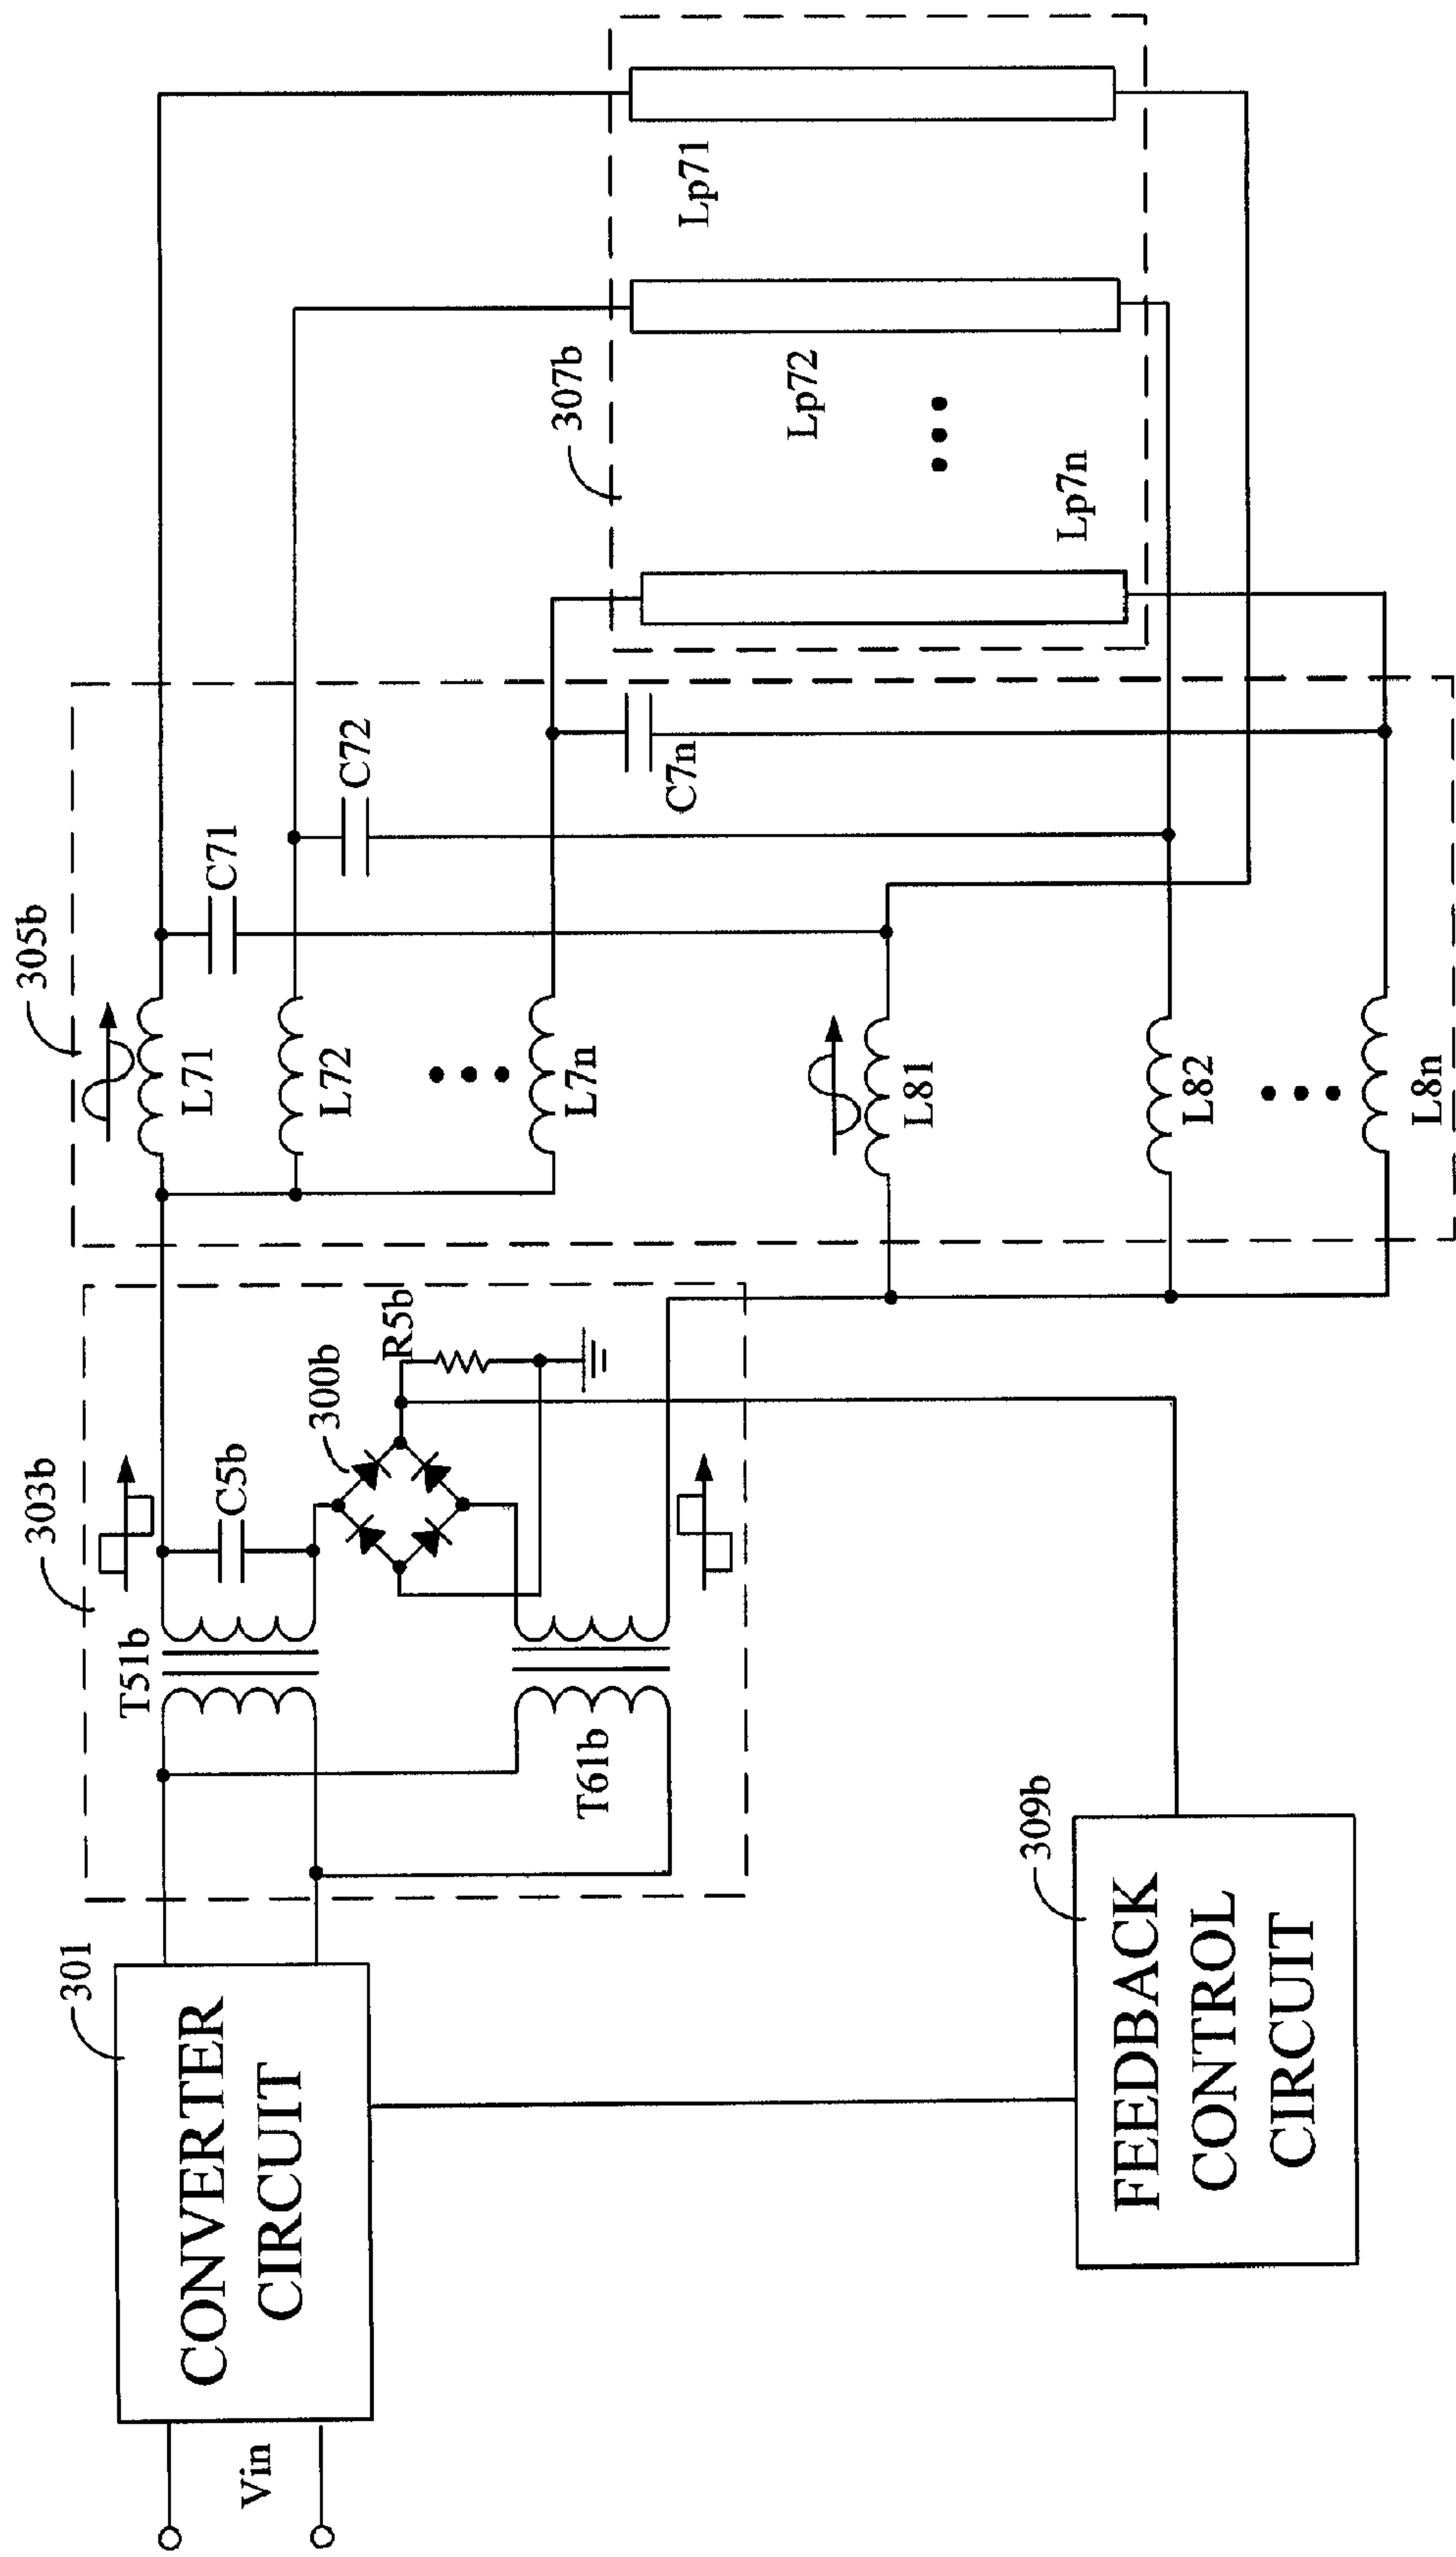 Vin
301
CONVERTER
CIRCUIT
303b
T51b
C5b
300b
R5b
T61b
305b
L71
C71
L72
C72
L7n
C7n
L81
L82
L8n
307b
Lp71
Lp72
Lp7n
309b
FEEDBACK
CONTROL
CIRCUIT